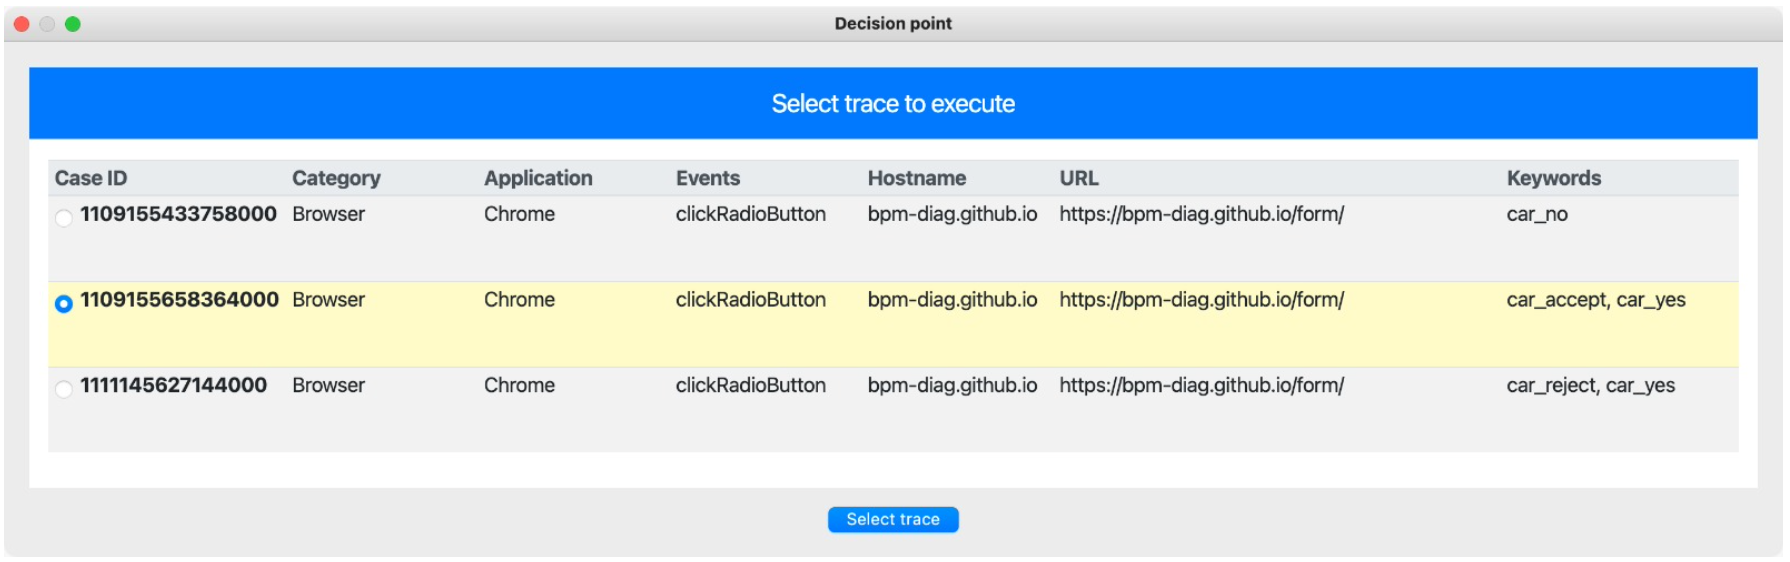 Decision point
Select trace to execute
Case ID Category Application Events Hostname URL Keywords
1109155433758000 Browser Chrome clickRadioButton bpm-diag.github.io https://bpm-diag.github.io/form/ car_no
1109155658364000 Browser Chrome clickRadioButton bpm-diag.github.io https://bpm-diag.github.io/form/ car_accept, car_yes
1111145627144000 Browser Chrome clickRadioButton bpm-diag.github.io https://bpm-diag.github.io/form/ car_reject, car_yes
Select trace